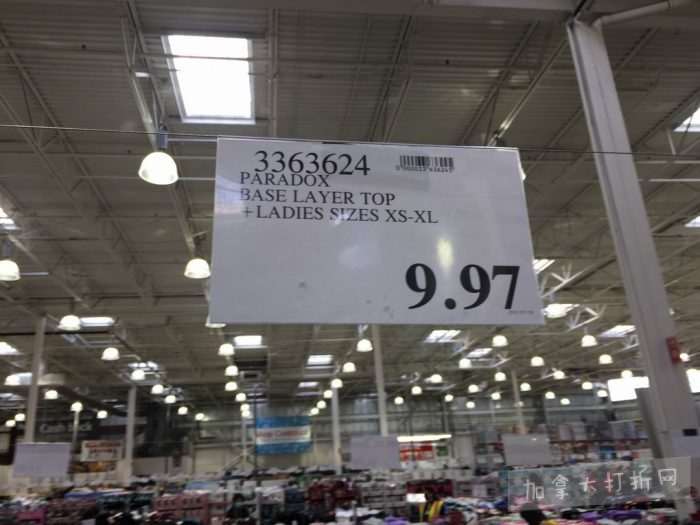 3363624
PARADOX
BASE LAYER TOP
+LADIES SIZES XS-XL
9.97
加拿大打折网